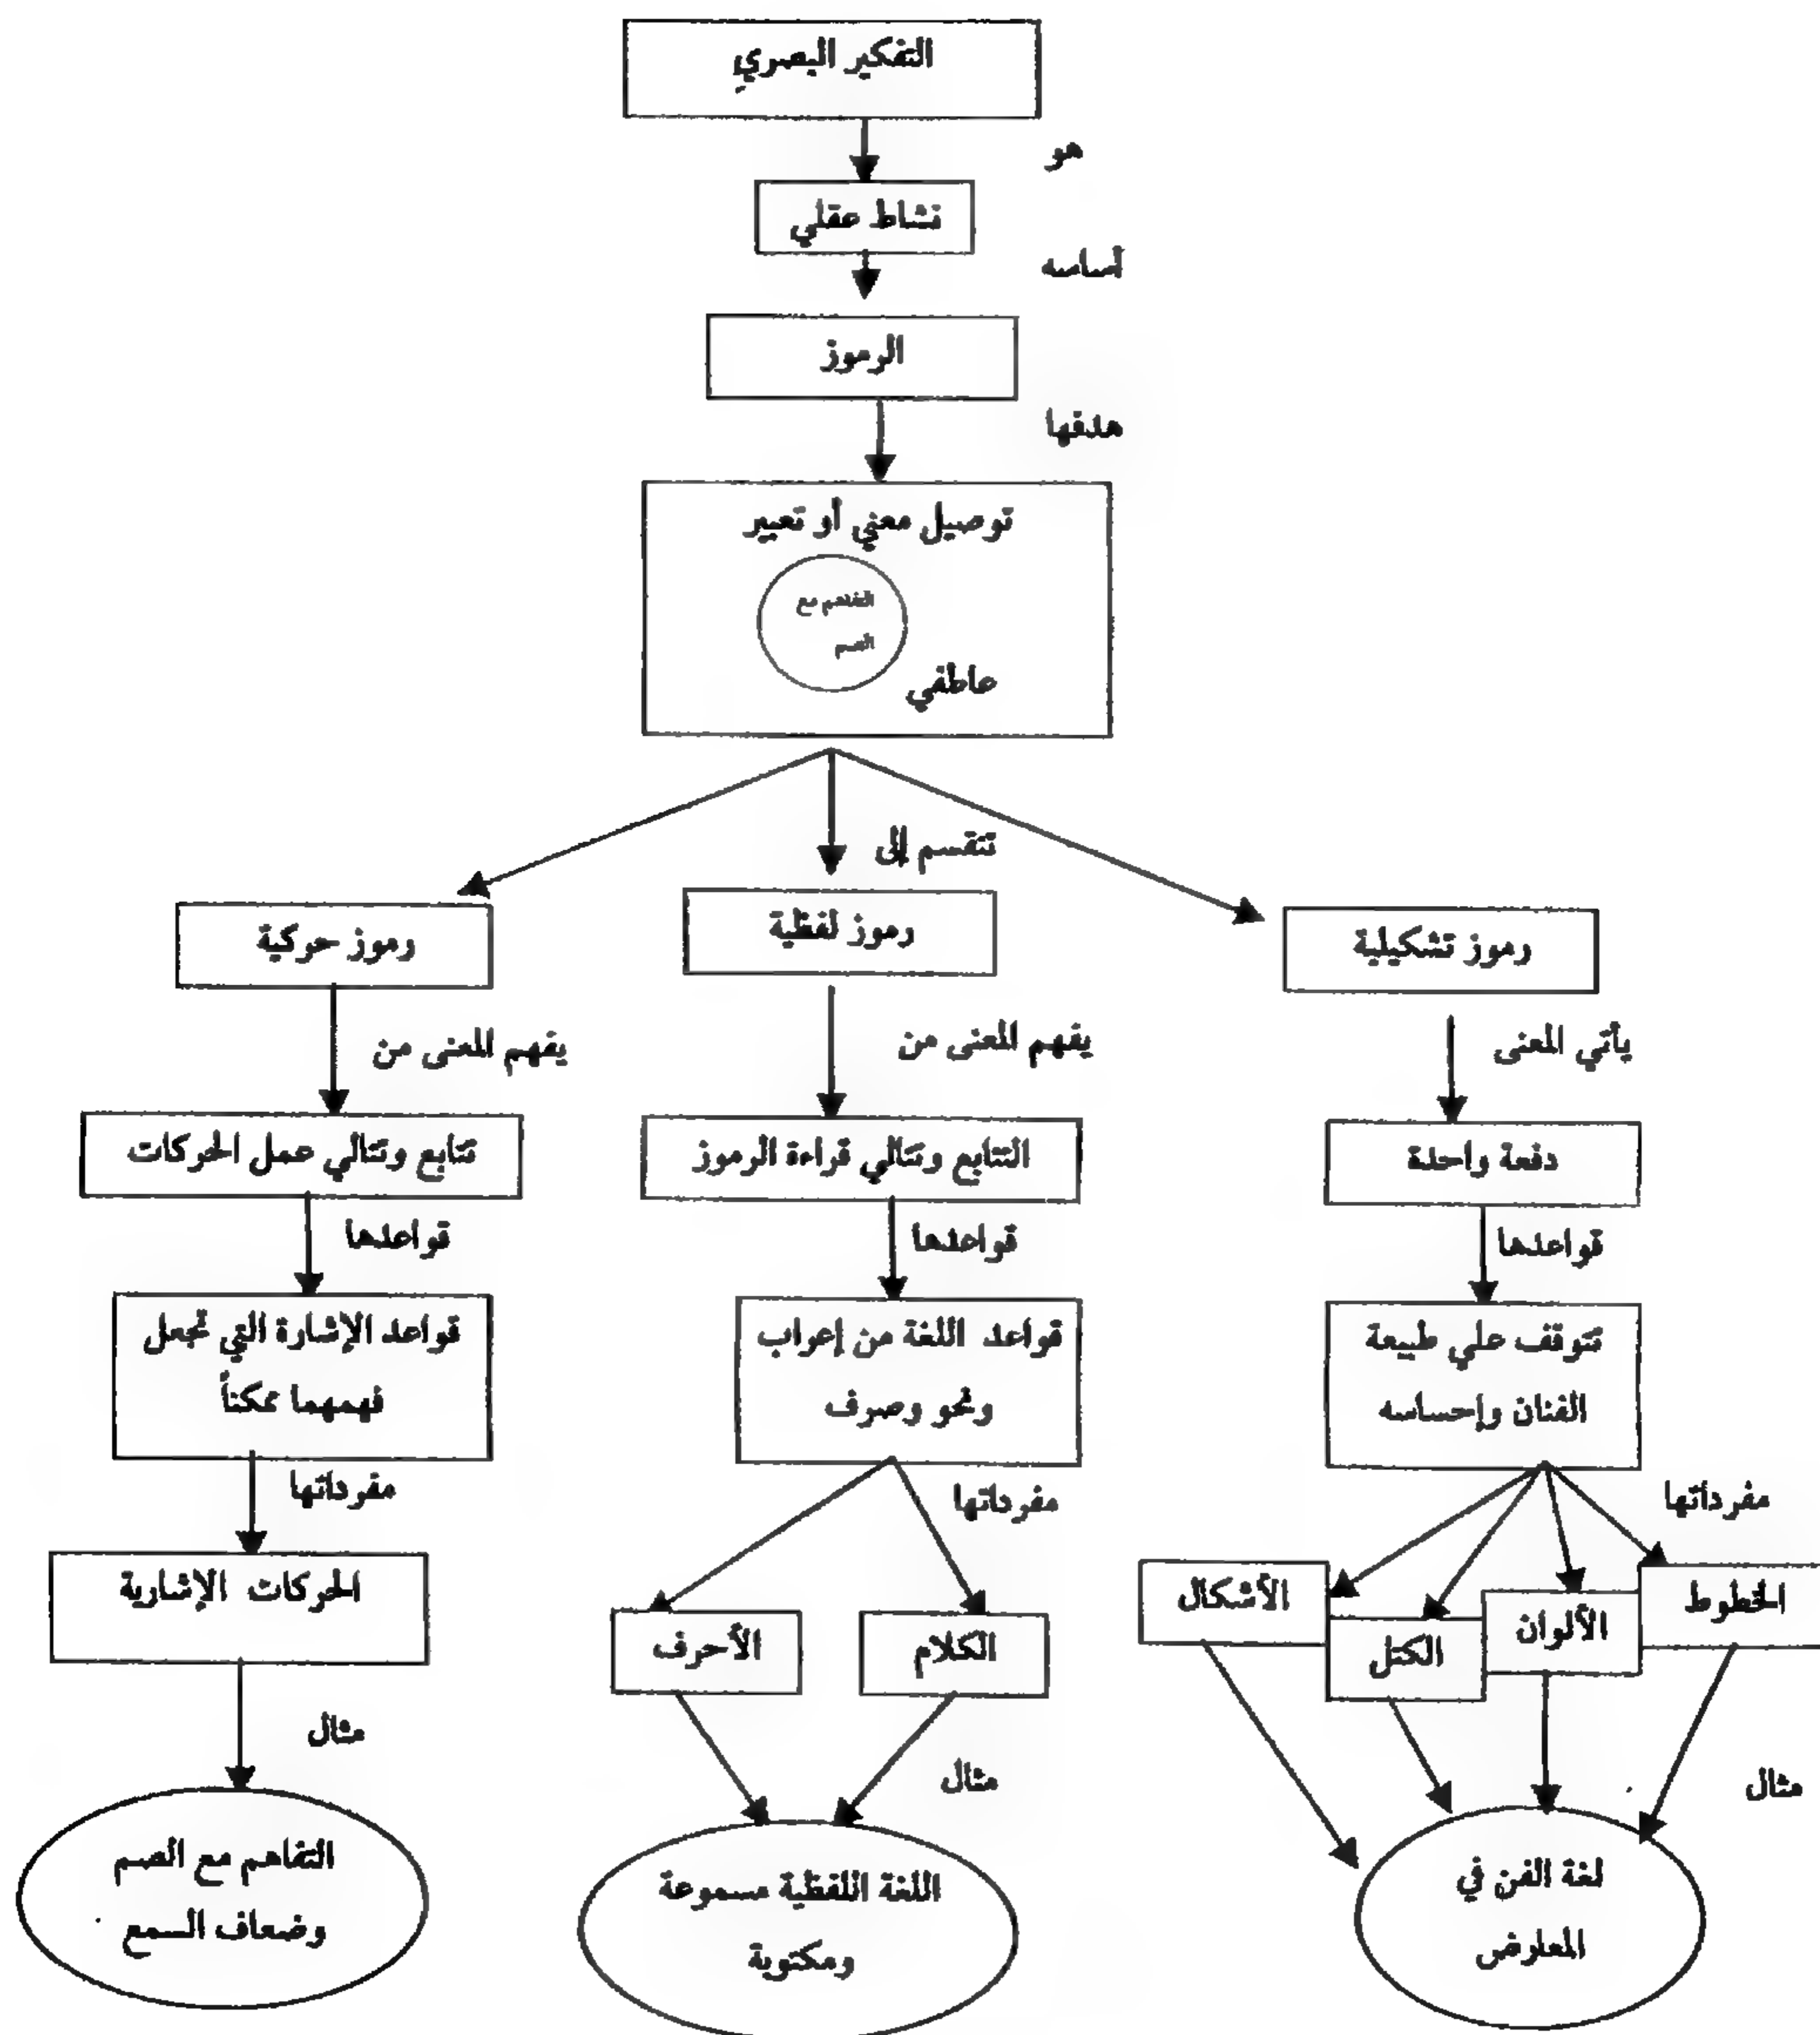 التفكير البصري
هو
نشاط عقلي
أساسه
الرموز
هدفها
توصيل معني أو تعبير
التفاهم مع
الصم
عاطفي
تنقسم إلى
رموز تشكيلية
يأتي المعنى
دفعة واحدة
قواعدها
تتوقف علي طبيعة
الفنان وإحساسه
مفرداتها
الخطوط
الألوان
الكتل
الأشكال
مثال
لغة الفن في
المعارض
رموز لفظية
يفهم المعنى من
التتابع وتتالي قراءة الرموز
قواعدها
قواعد اللغة من إعراب
ونحو وصرف
مفرداتها
الكلام
الأحرف
مثال
اللغة اللفظية مسموعة
ومكتوبة
رموز حركية
يفهم المعنى من
تتابع وتتالي عمل الحركات
قواعدها
قواعد الإشارة التي تجعل
فهمهما ممكناً
مفرداتها
الحركات الإشارية
مثال
التفاهم مع الصم
وضعاف السمع